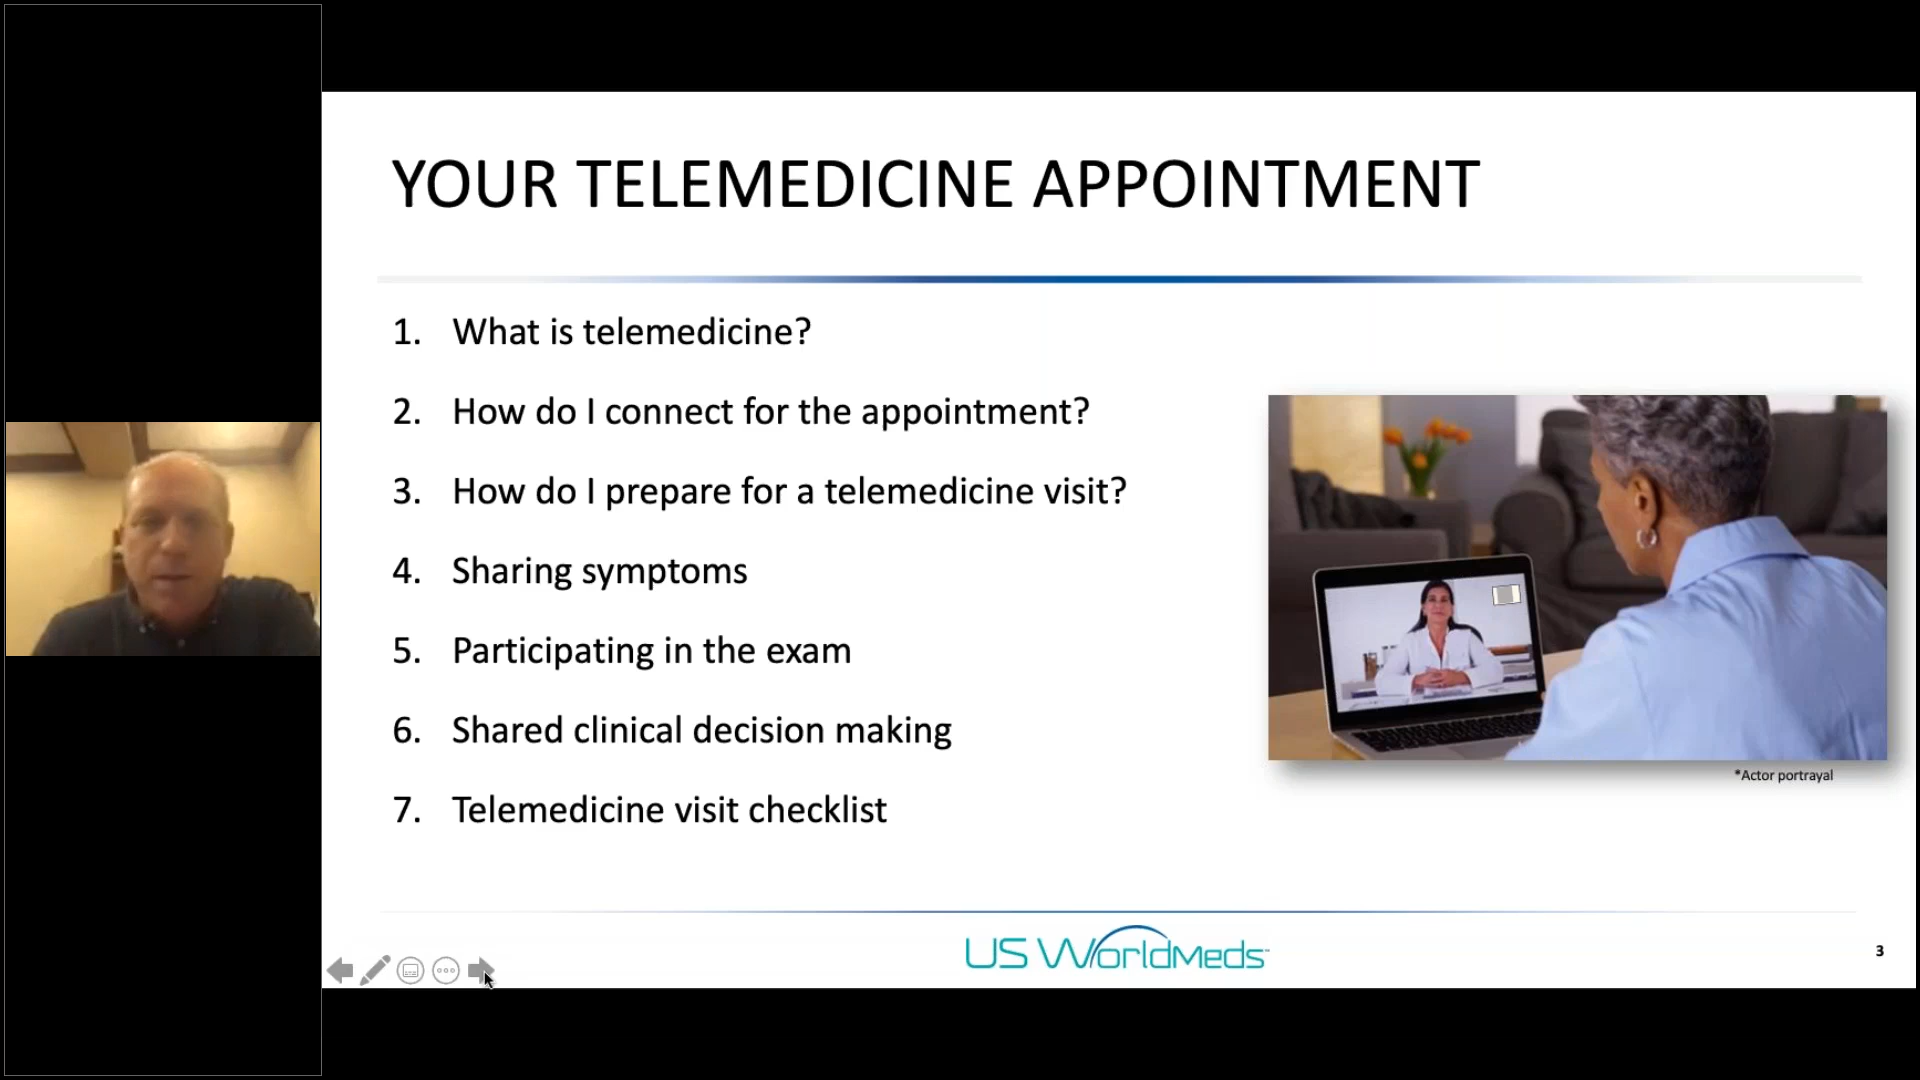 YOUR TELEMEDICINE APPOINTMENT
1. What is telemedicine?
2. How do I connect for the appointment?
3. How do I prepare for a telemedicine visit?
4. Sharing symptoms
5. Participating in the exam
6. Shared clinical decision making
7. Telemedicine visit checklist
*Actor portrayal
US WorldMeds
3